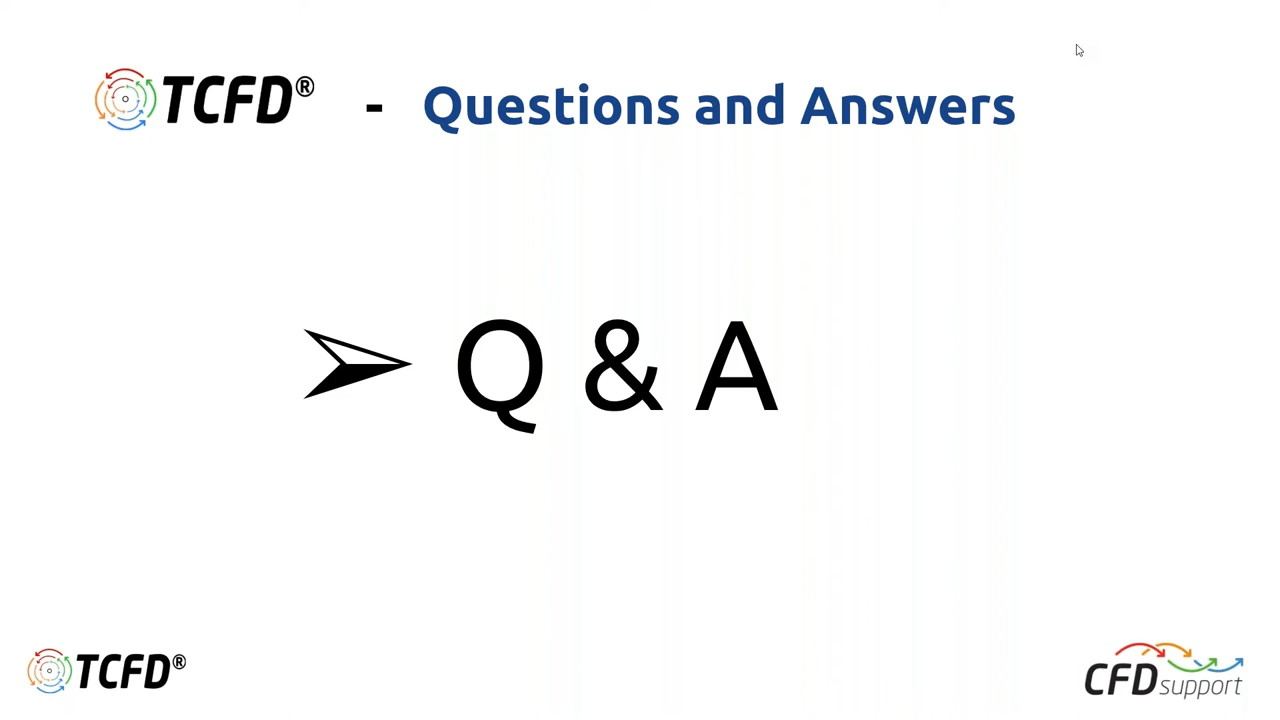 TCFD® - Questions and Answers
➢ Q & A
TCFD®
CFD support